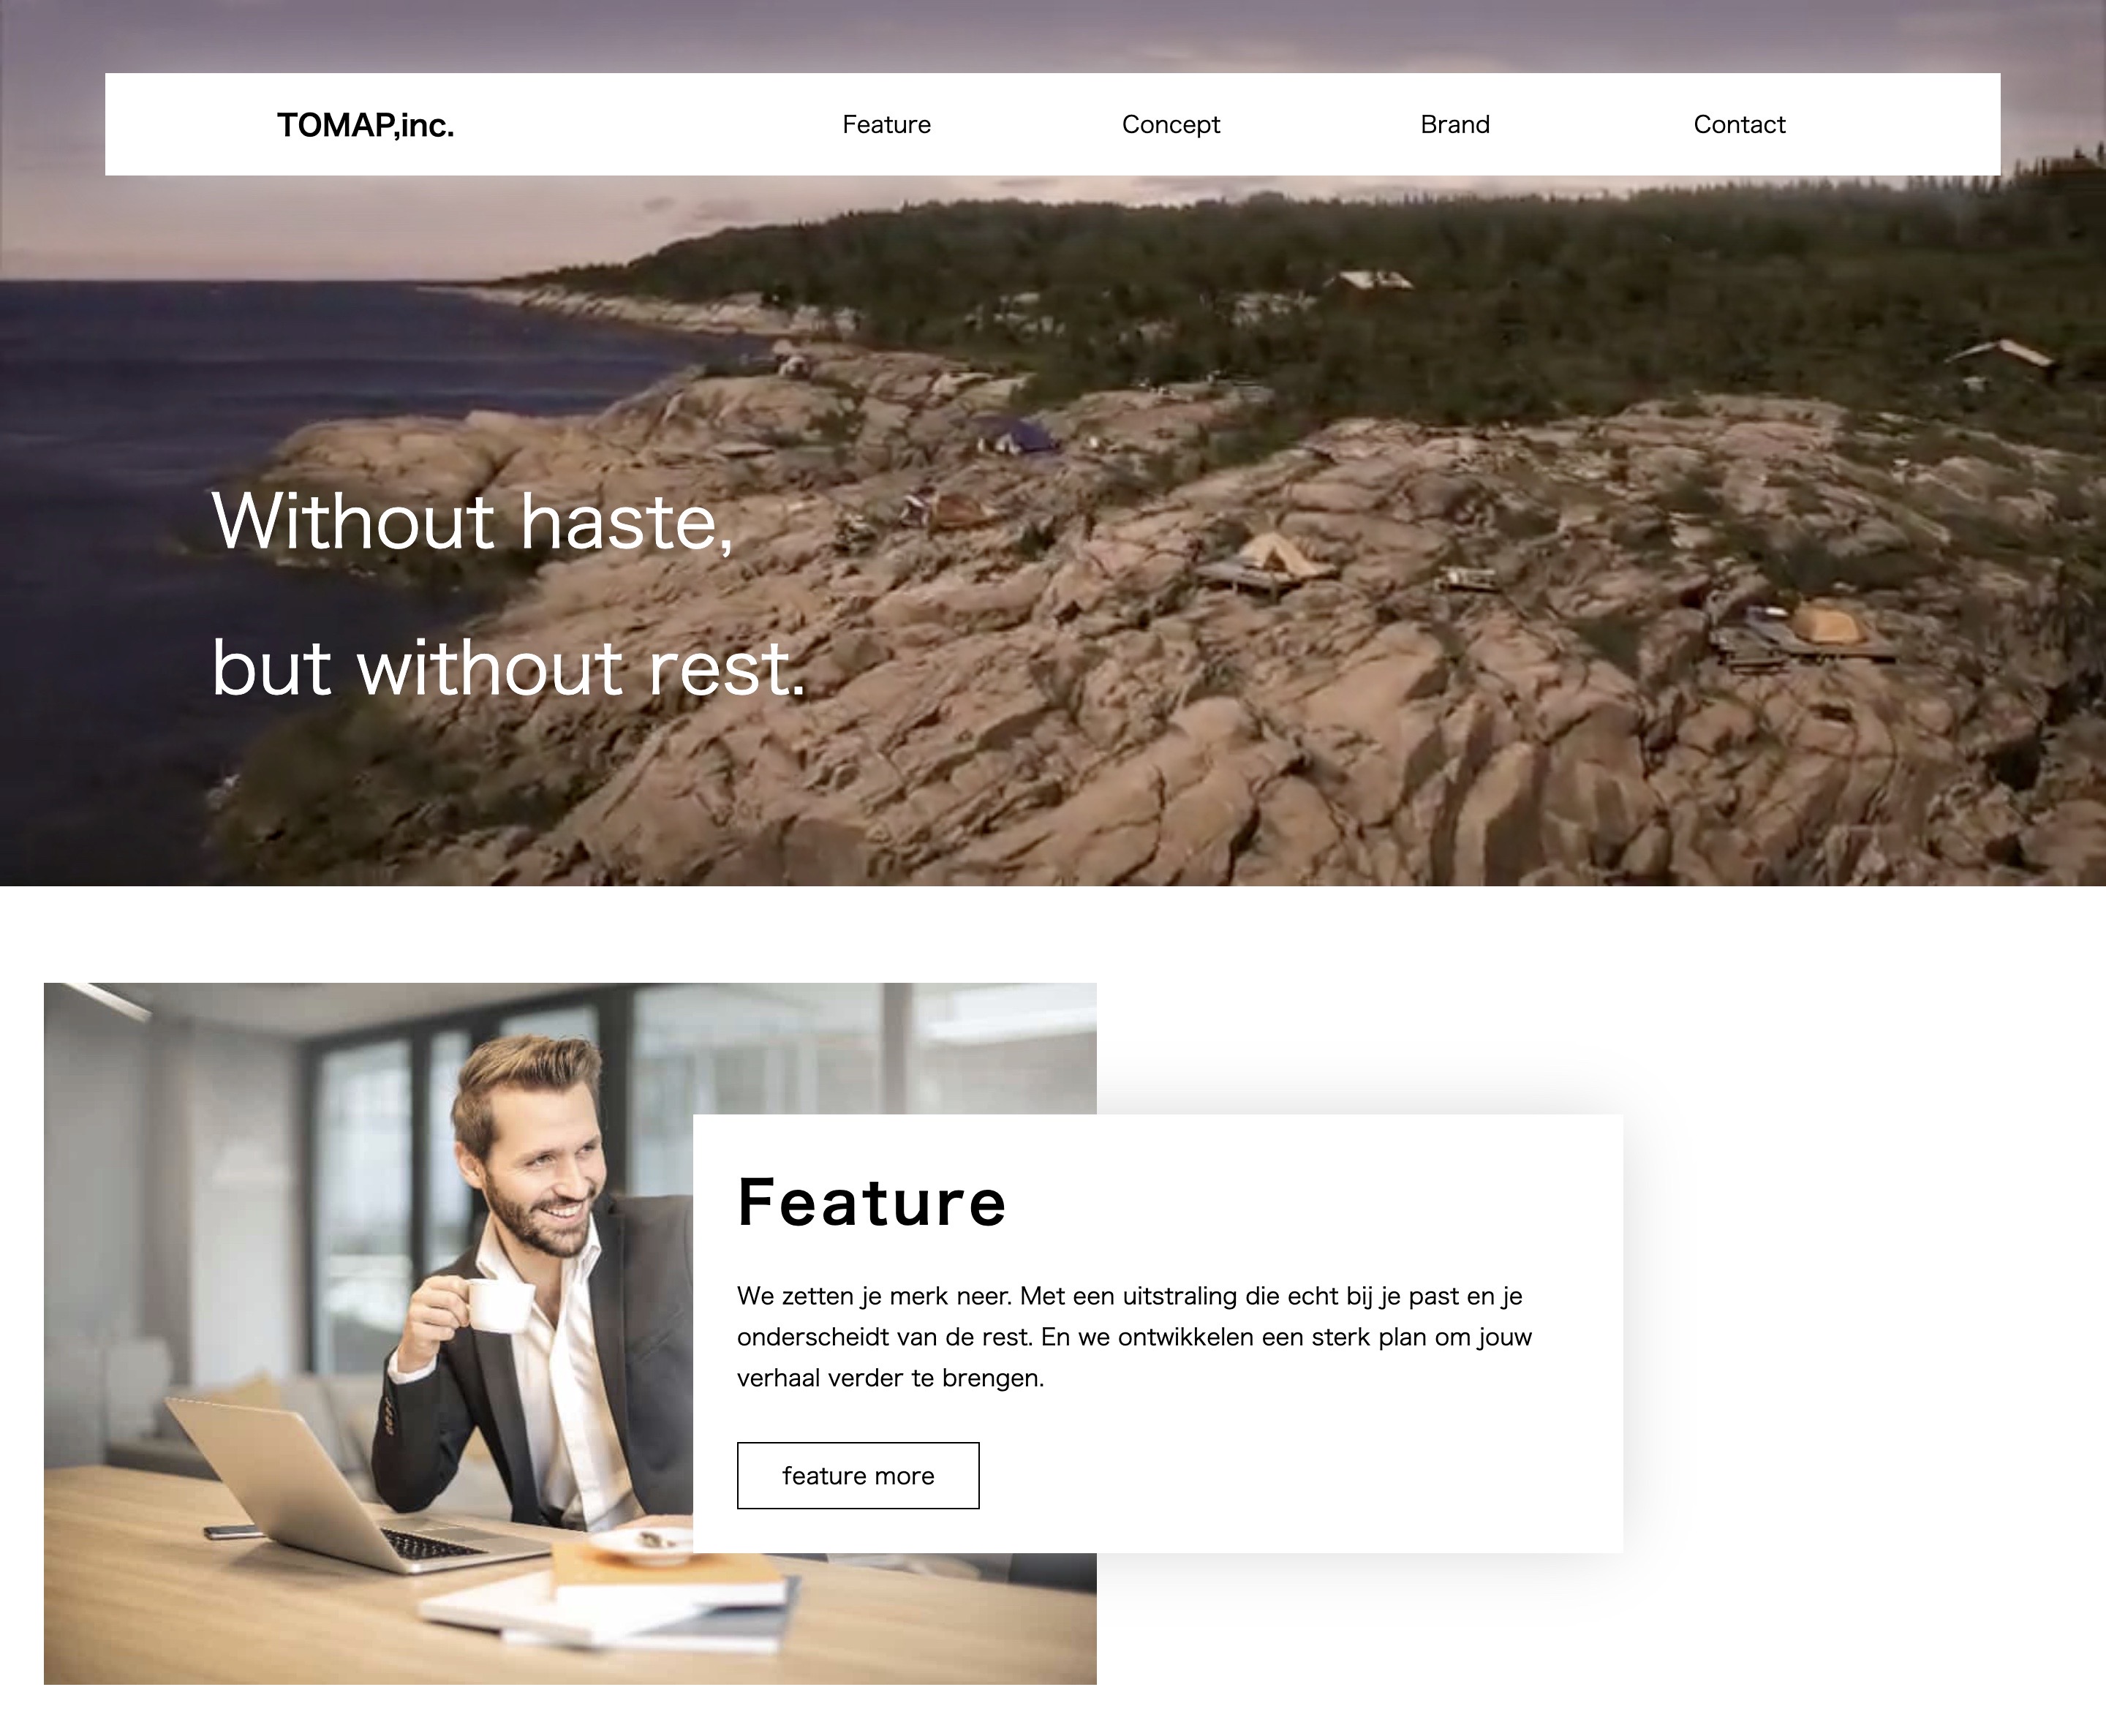 TOMAP,inc.
Feature
Concept
Brand
Contact
Without haste,
but without rest.
Feature
We zetten je merk neer. Met een uitstraling die echt bij je past en je
onderscheidt van de rest. En we ontwikkelen een sterk plan om jouw
verhaal verder te brengen.
feature more